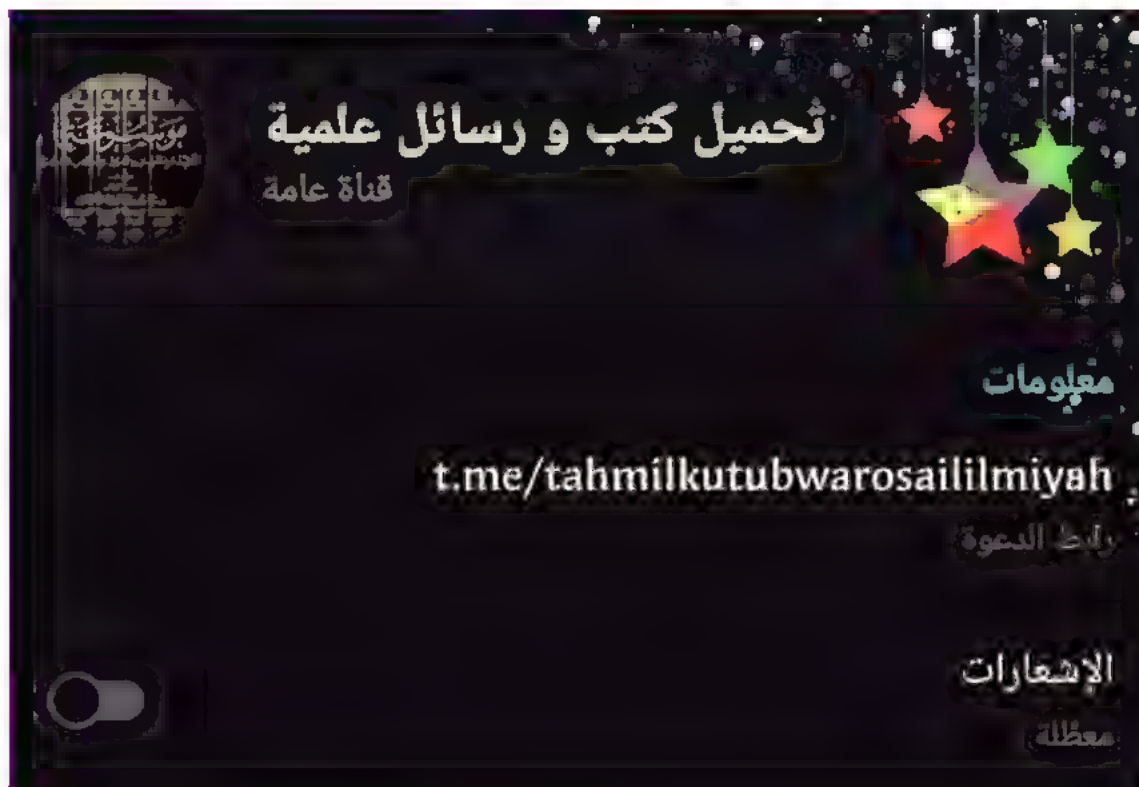 تحميل كتب و رسائل علمية
قناة عامة
معلومات
t.me/tahmilkutubwarosaililmiyah
رابط الدعوة
الإشعارات
معطلة